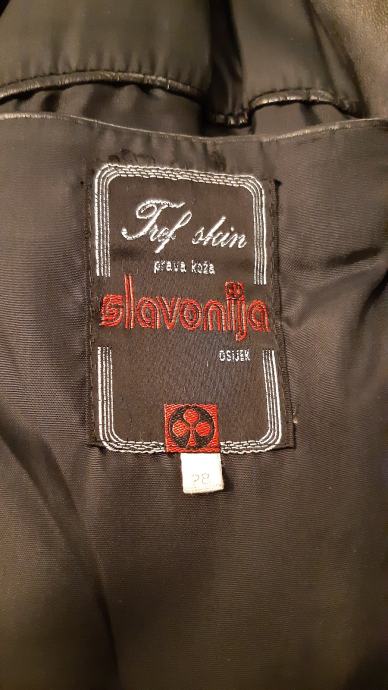 Tref skin
prava koža
slavonija
OSIJEK